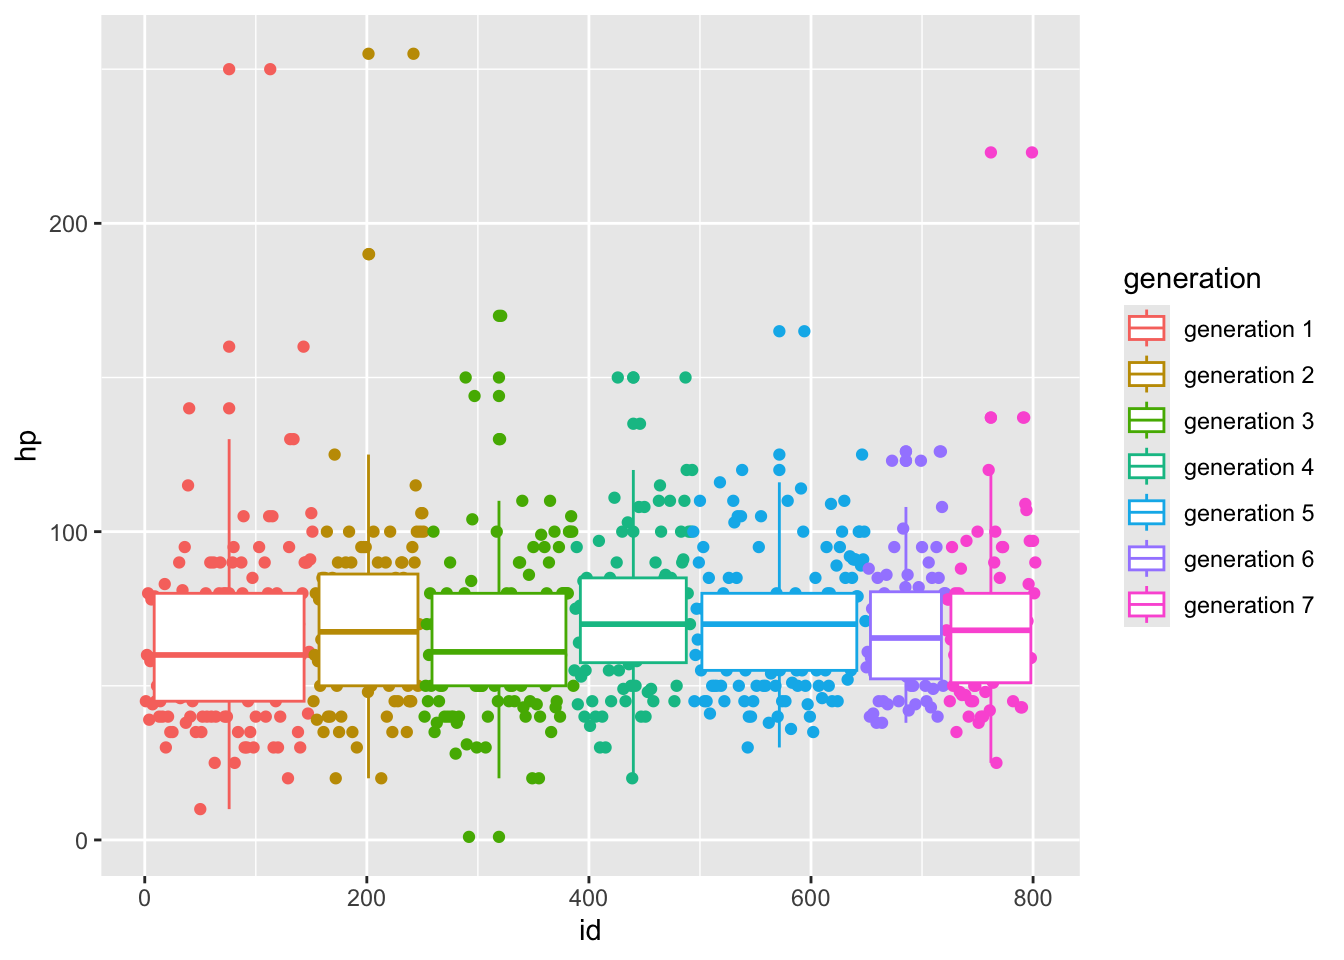 hp
200
100
0
0
200
400
600
800
id
generation
generation 1
generation 2
generation 3
generation 4
generation 5
generation 6
generation 7